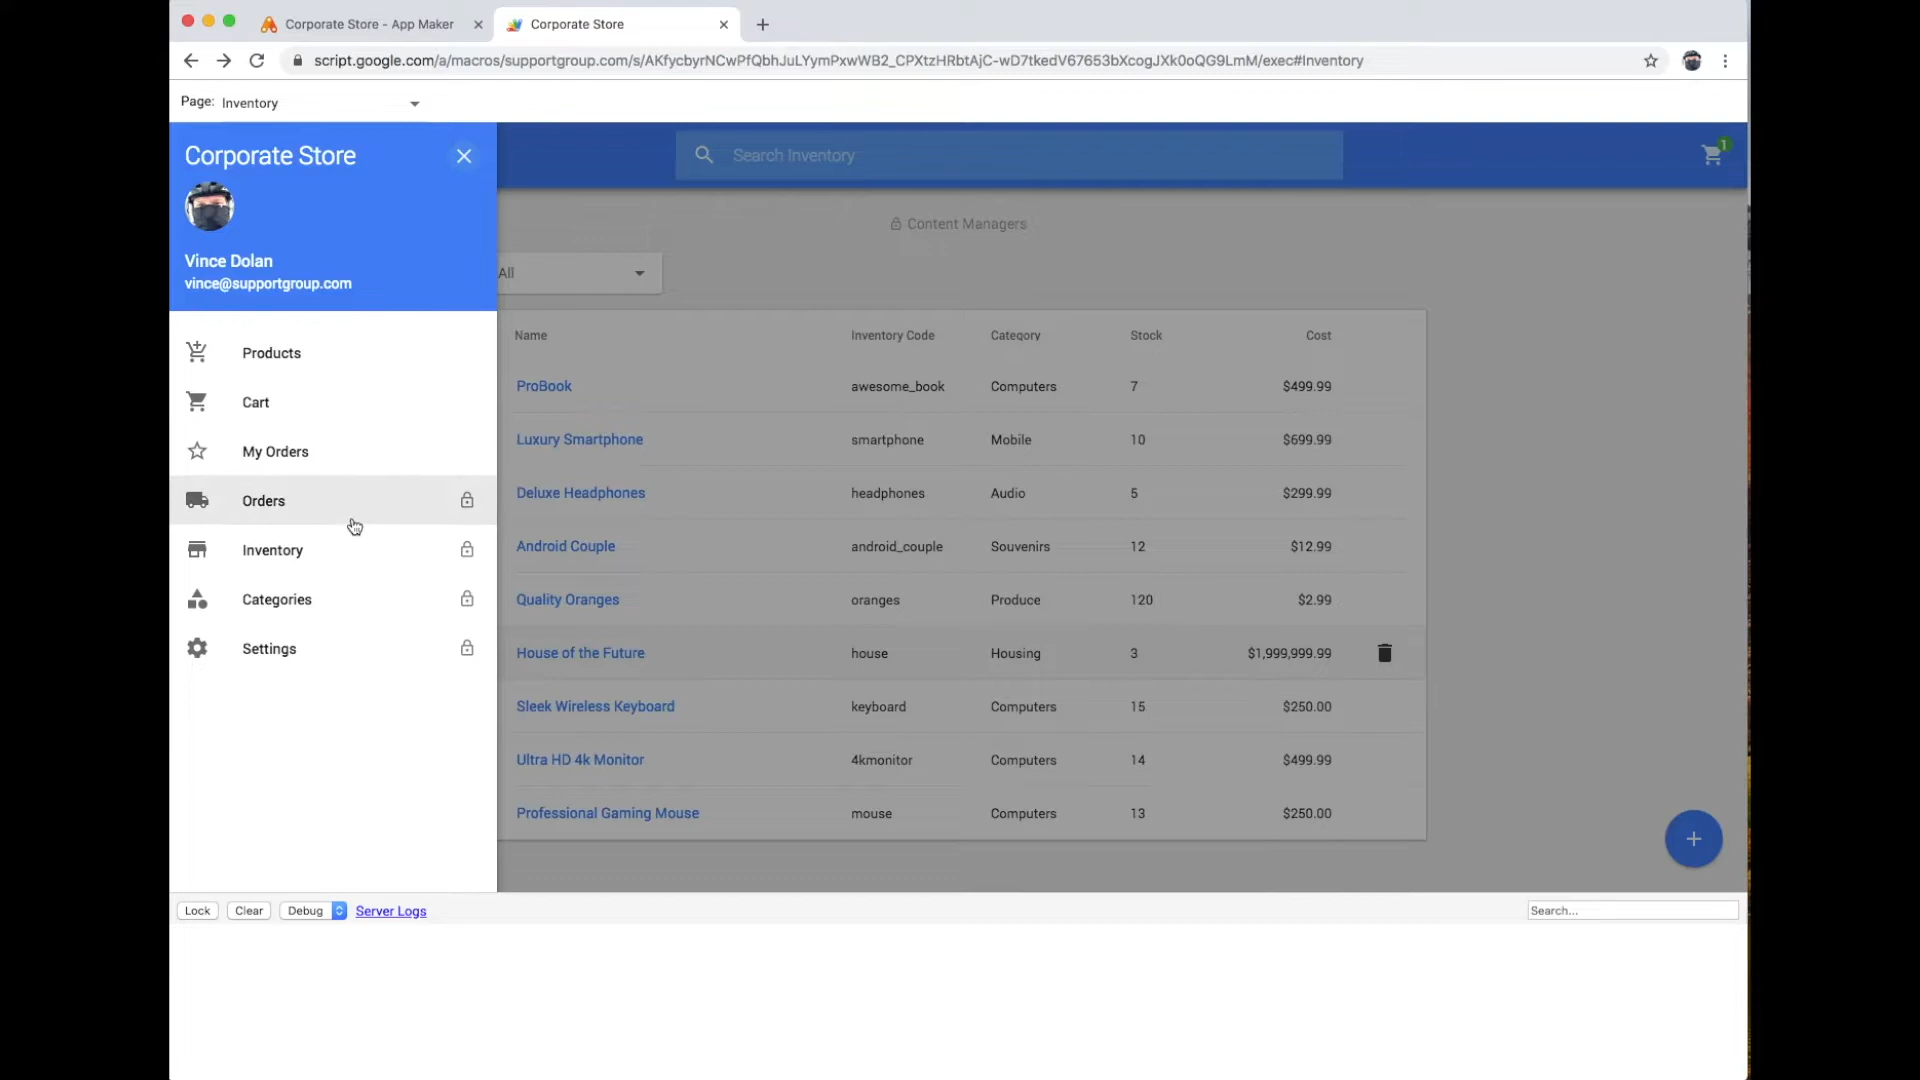 Corporate Store - App Maker
Corporate Store
script.google.com/a/macros/supportgroup.com/s/AKfycbyrNCwPfQbhJuLYymPxwWB2_CPXtzHRbtAjC-wD7tkedV67653bXcogJXk0oQG9LmM/exec#Inventory
Page: Inventory
Corporate Store
Search Inventory
1
Vince Dolan
vince@supportgroup.com
Content Managers
All
Products
Cart
My Orders
Orders
Inventory
Categories
Settings
Name Inventory Code Category Stock Cost
ProBook awesome_book Computers 7 $499.99
Luxury Smartphone smartphone Mobile 10 $699.99
Deluxe Headphones headphones Audio 5 $299.99
Android Couple android_couple Souvenirs 12 $12.99
Quality Oranges oranges Produce 120 $2.99
House of the Future house Housing 3 $1,999,999.99
Sleek Wireless Keyboard keyboard Computers 15 $250.00
Ultra HD 4k Monitor 4kmonitor Computers 14 $499.99
Professional Gaming Mouse mouse Computers 13 $250.00
Lock Clear Debug Server Logs Search...